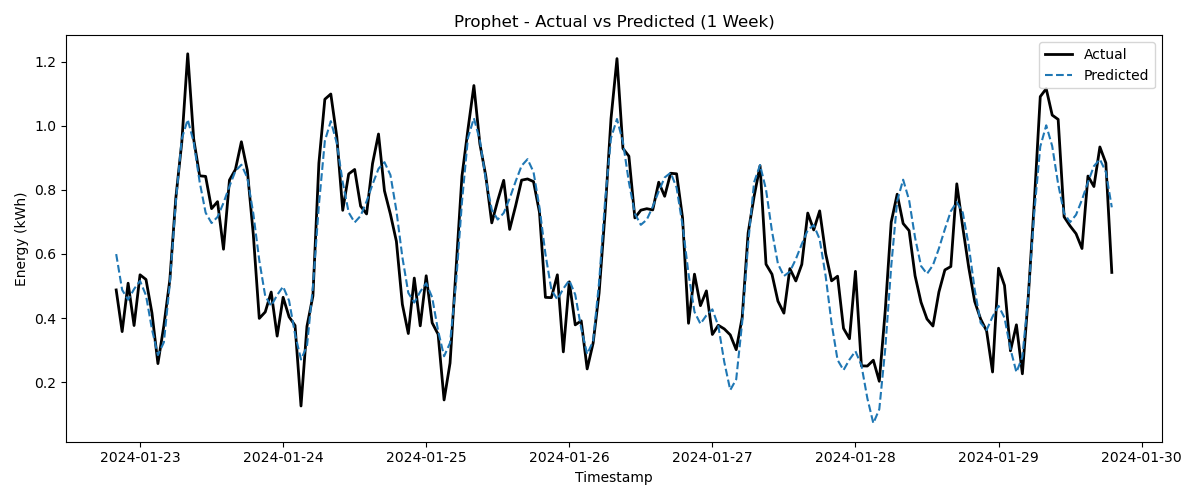 Prophet - Actual vs Predicted (1 Week)
Energy (kWh)
1.2
1.0
0.8
0.6
0.4
0.2
Actual
Predicted
2024-01-23
2024-01-24
2024-01-25
2024-01-26
2024-01-27
2024-01-28
2024-01-29
2024-01-30
Timestamp